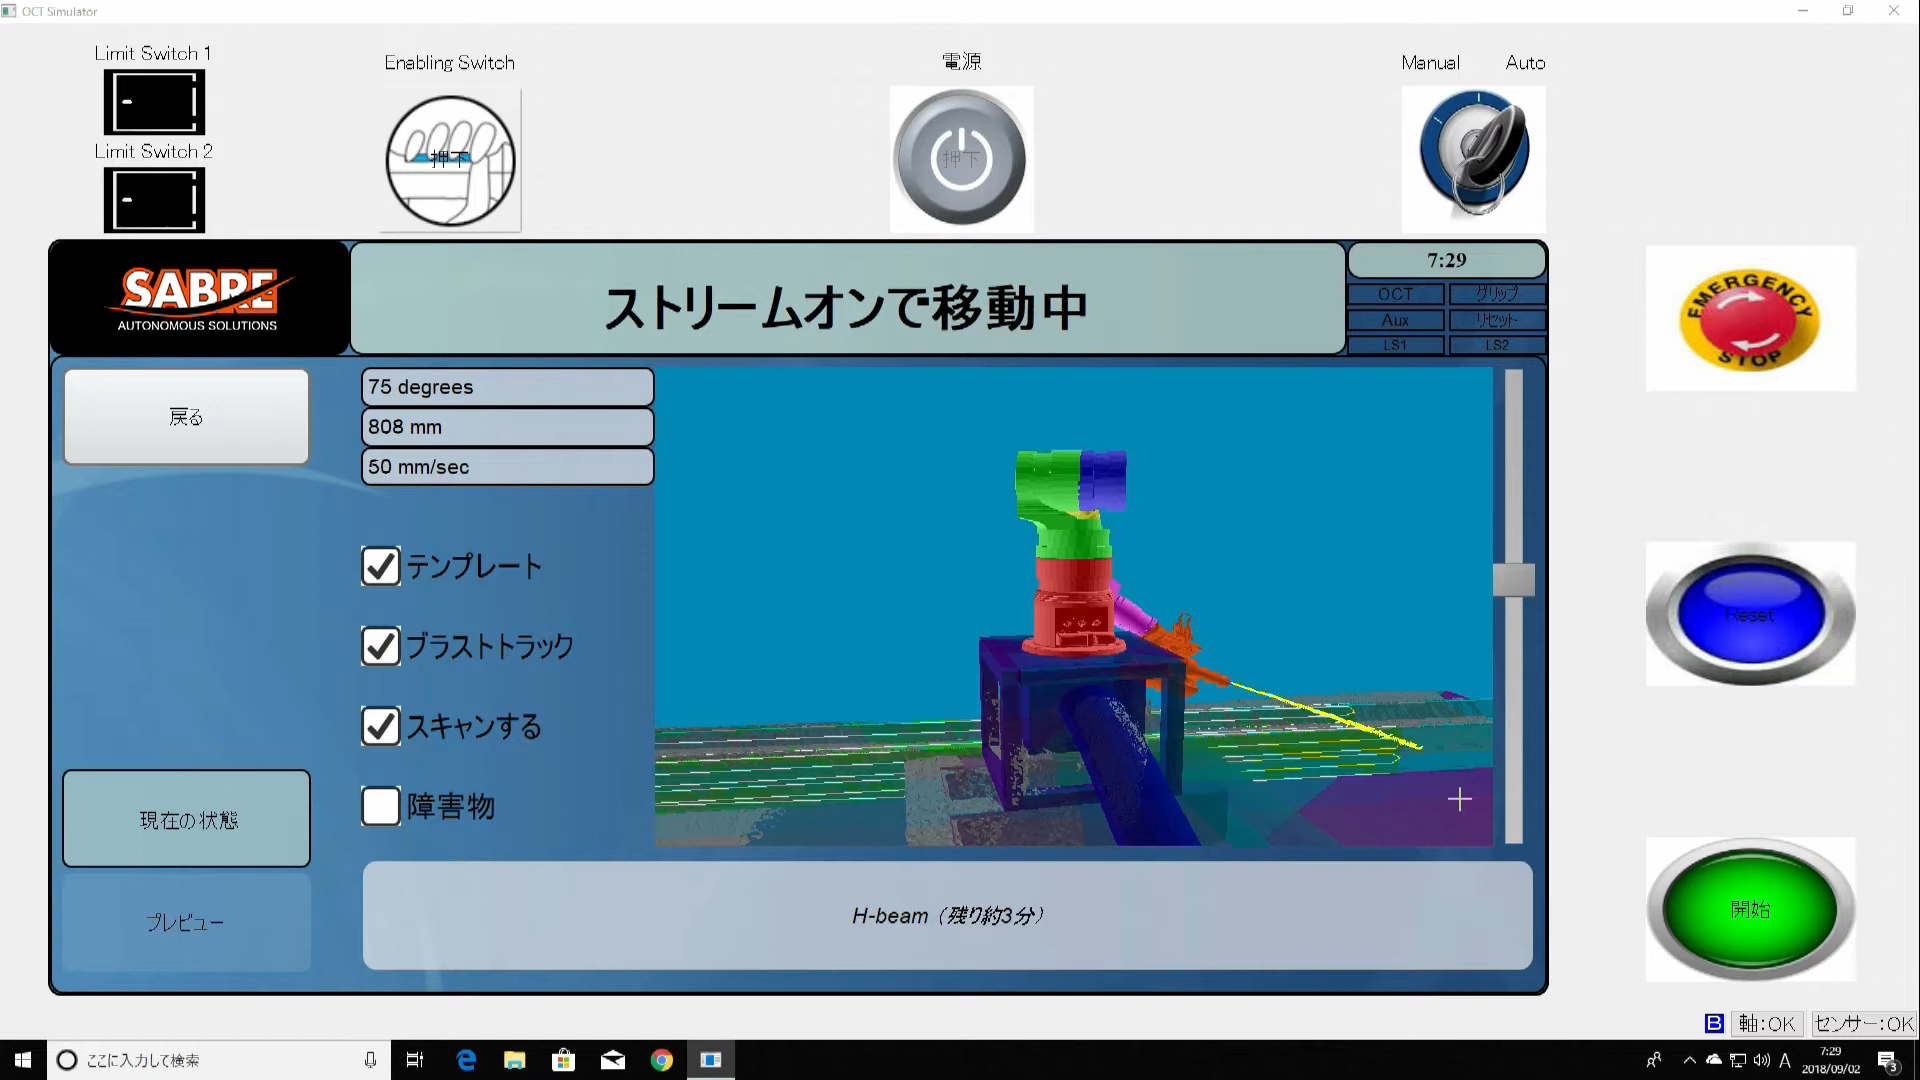 OCT Simulator
Limit Switch 1
Limit Switch 2
Enabling Switch
押下
電源
押下
Manual
Auto
SABRE
AUTONOMOUS SOLUTIONS
ストリームオンで移動中
7:29
OCT
グリップ
Aux
リセット
LS1
LS2
EMERGENCY
STOP
戻る
75 degrees
808 mm
50 mm/sec
テンプレート
ブラストトラック
スキャンする
障害物
Reset
現在の状態
プレビュー
H-beam（残り約3分）
開始
B
軸:OK
センサー:OK
ここに入力して検索
A
7:29
2018/09/02
3